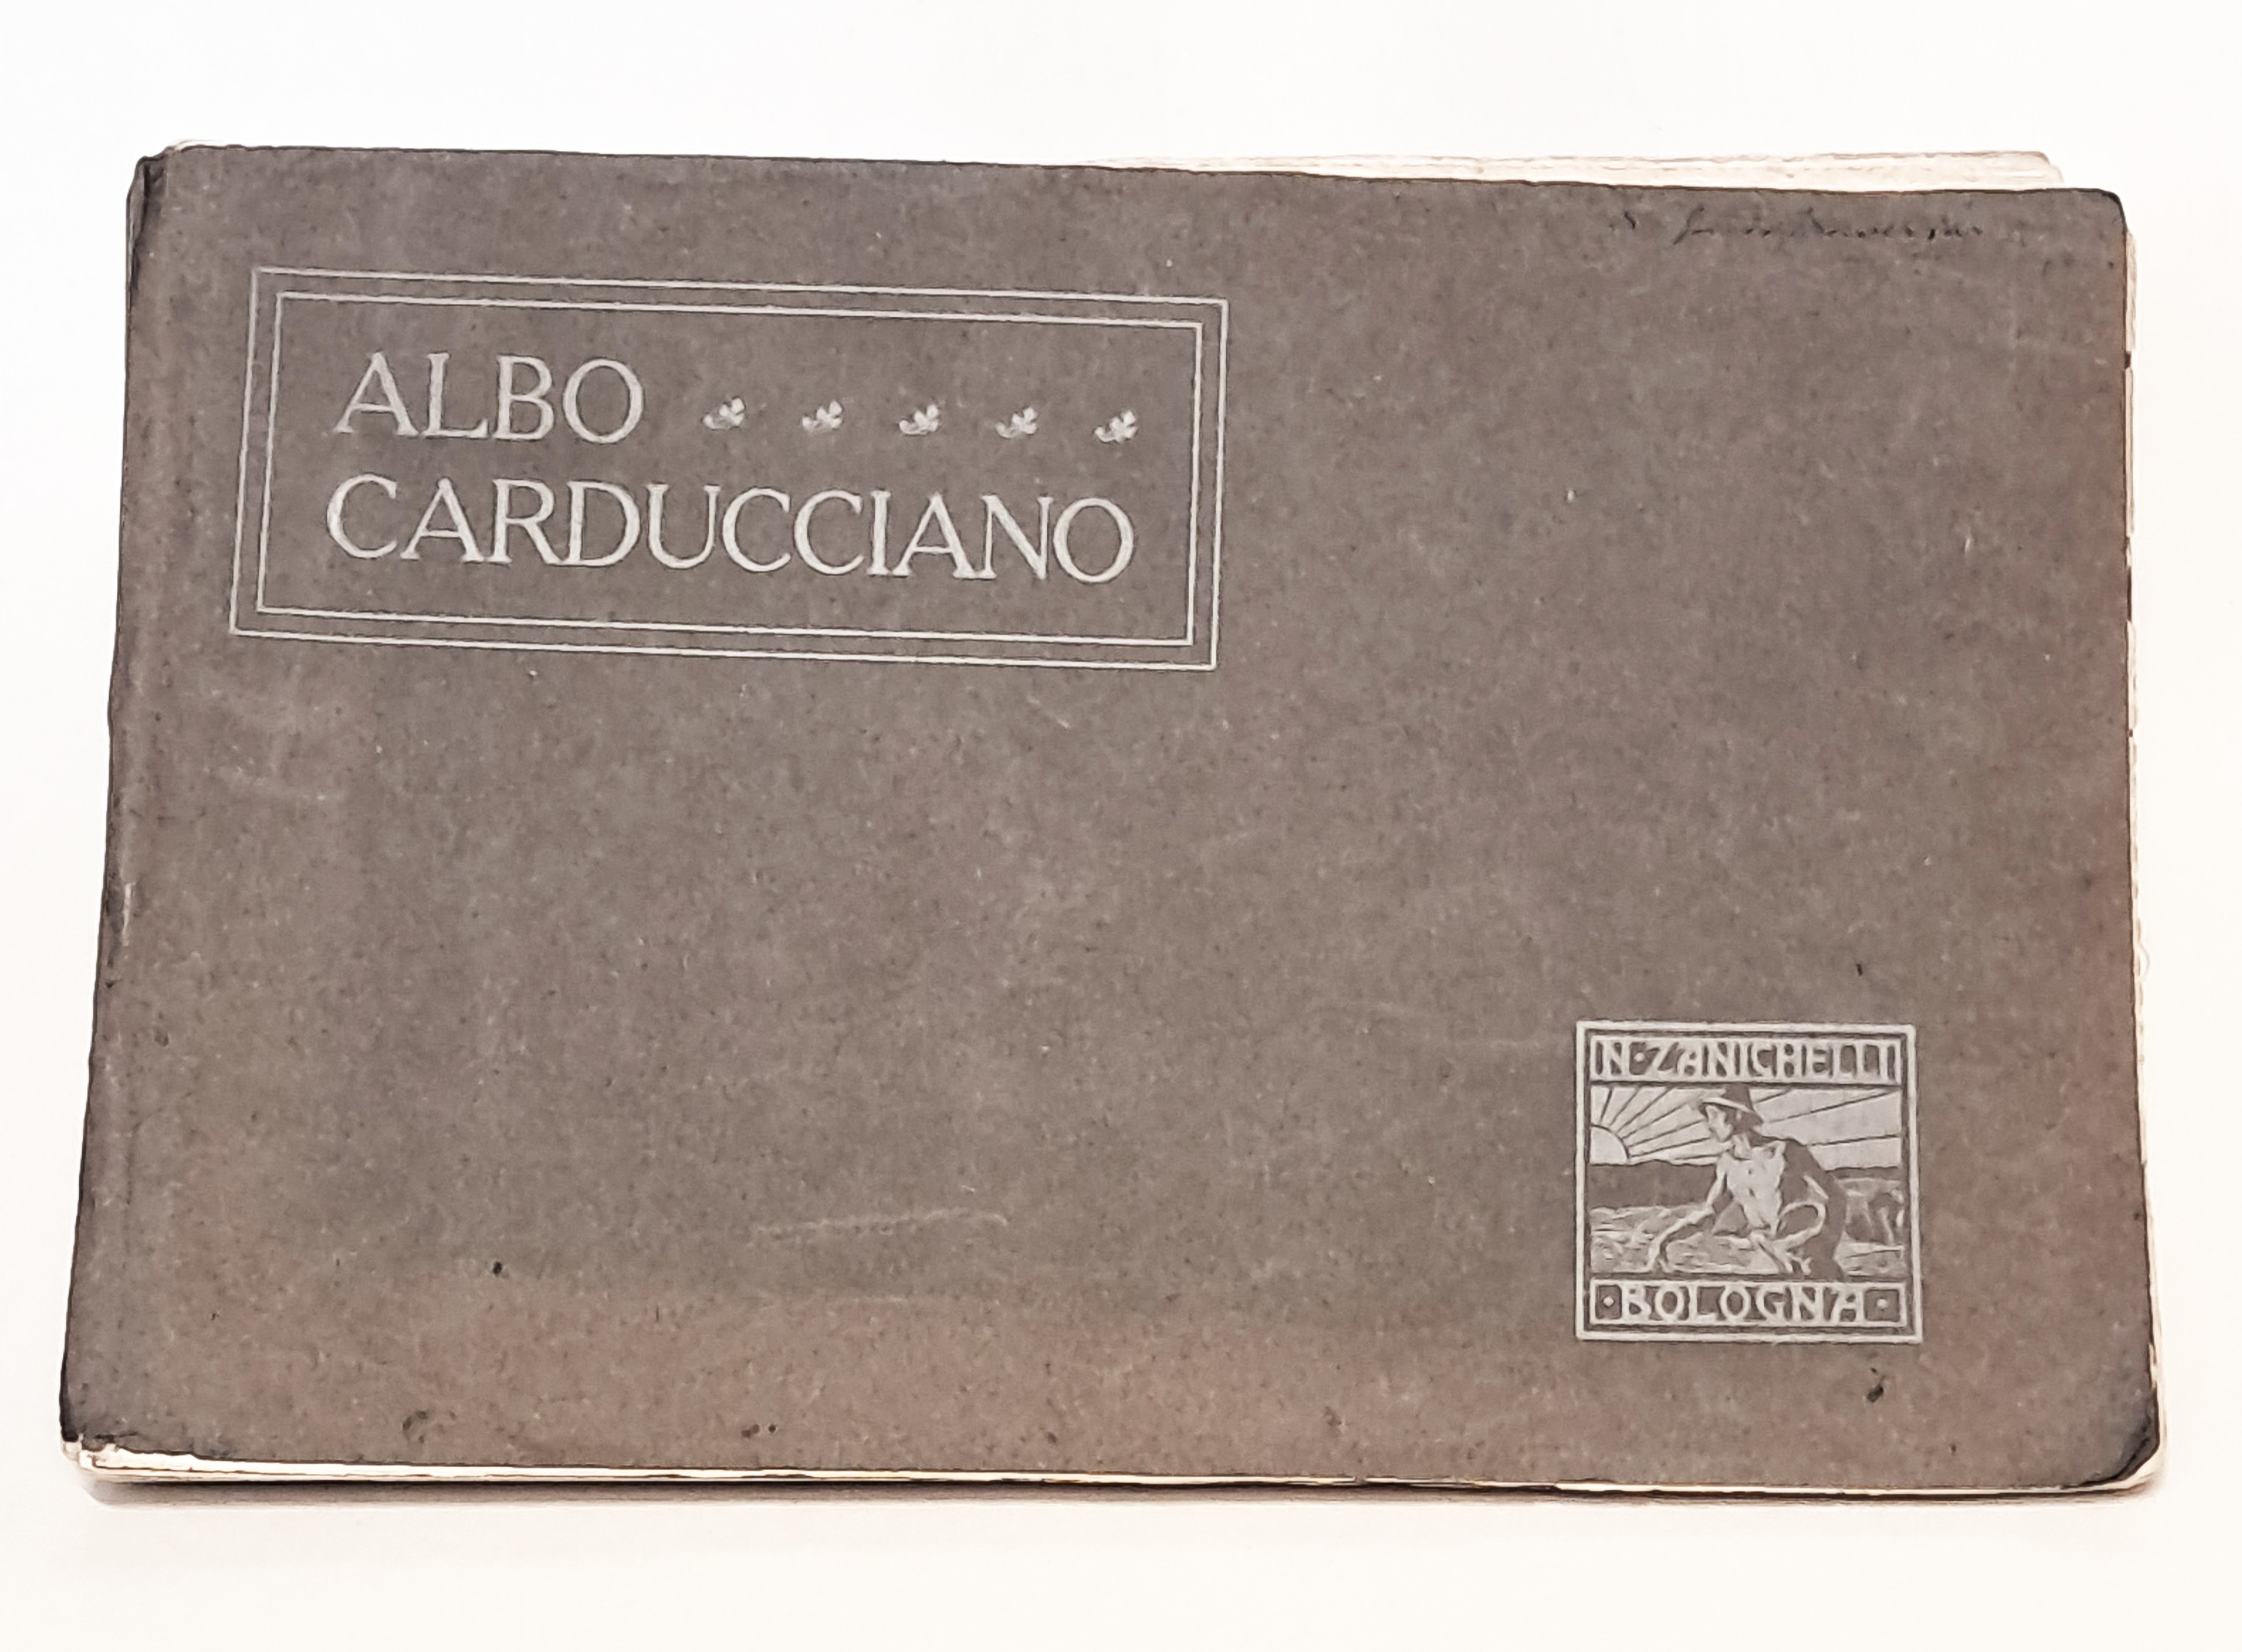 ALBO
CARDUCCIANO
N·ZANICHELLI
·BOLOGNA·